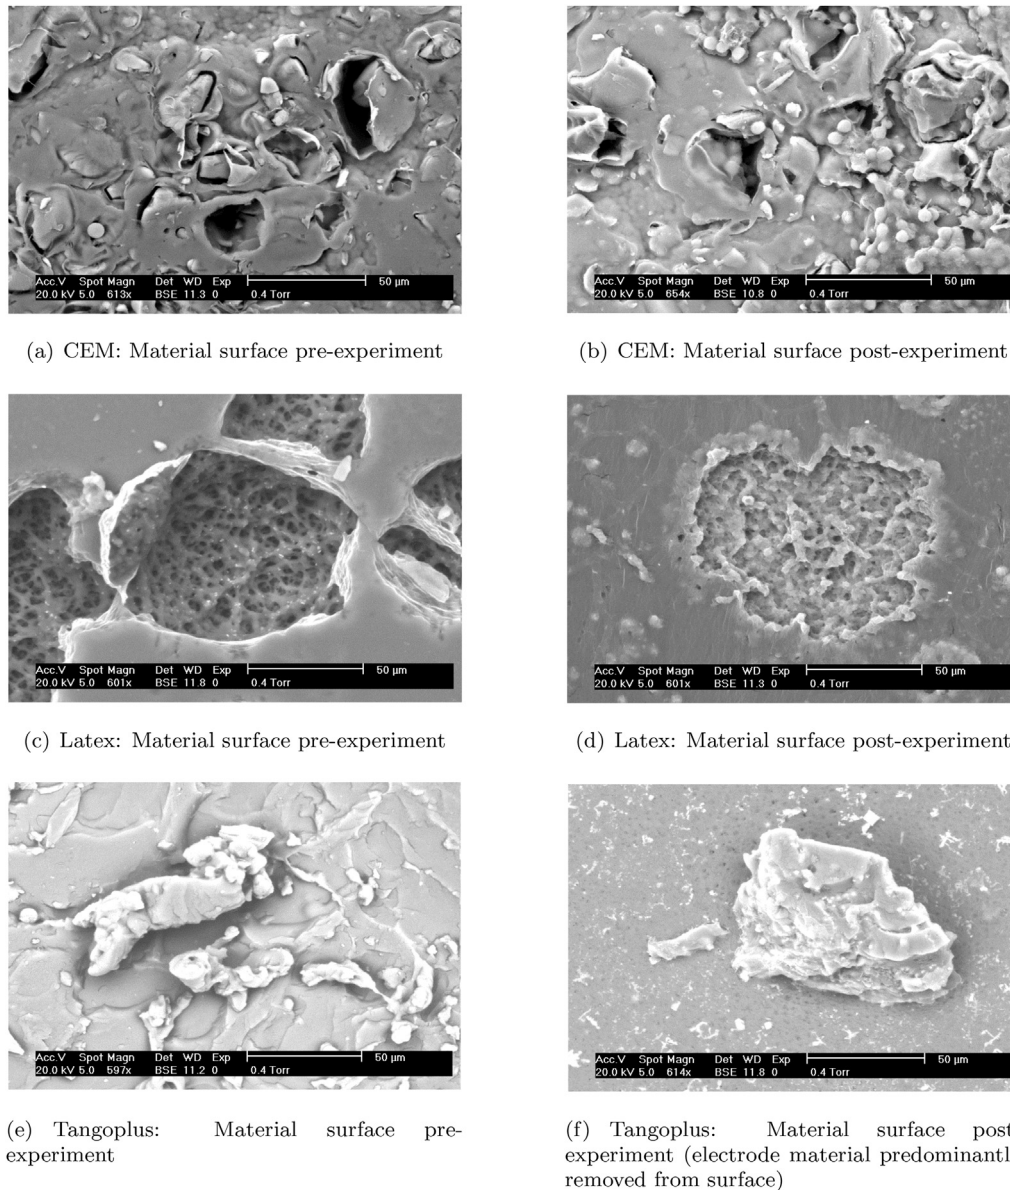 Acc.V Spot Magn Det WD Exp 50 µm
20.0 kV 5.0 613x BSE 11.3 0 0.4 Torr
Acc.V Spot Magn Det WD Exp 50 µm
20.0 kV 5.0 654x BSE 10.8 0 0.4 Torr
(a) CEM: Material surface pre-experiment
(b) CEM: Material surface post-experiment
Acc.V Spot Magn Det WD Exp 50 µm
20.0 kV 5.0 601x BSE 11.8 0 0.4 Torr
Acc.V Spot Magn Det WD Exp 50 µm
20.0 kV 5.0 601x BSE 11.3 0 0.4 Torr
(c) Latex: Material surface pre-experiment
(d) Latex: Material surface post-experiment
Acc.V Spot Magn Det WD Exp 50 µm
20.0 kV 5.0 597x BSE 11.2 0 0.4 Torr
Acc.V Spot Magn Det WD Exp 50 µm
20.0 kV 5.0 614x BSE 11.8 0 0.4 Torr
(e) Tangoplus: Material surface pre-
experiment
(f) Tangoplus: Material surface post
experiment (electrode material predominantl
removed from surface)